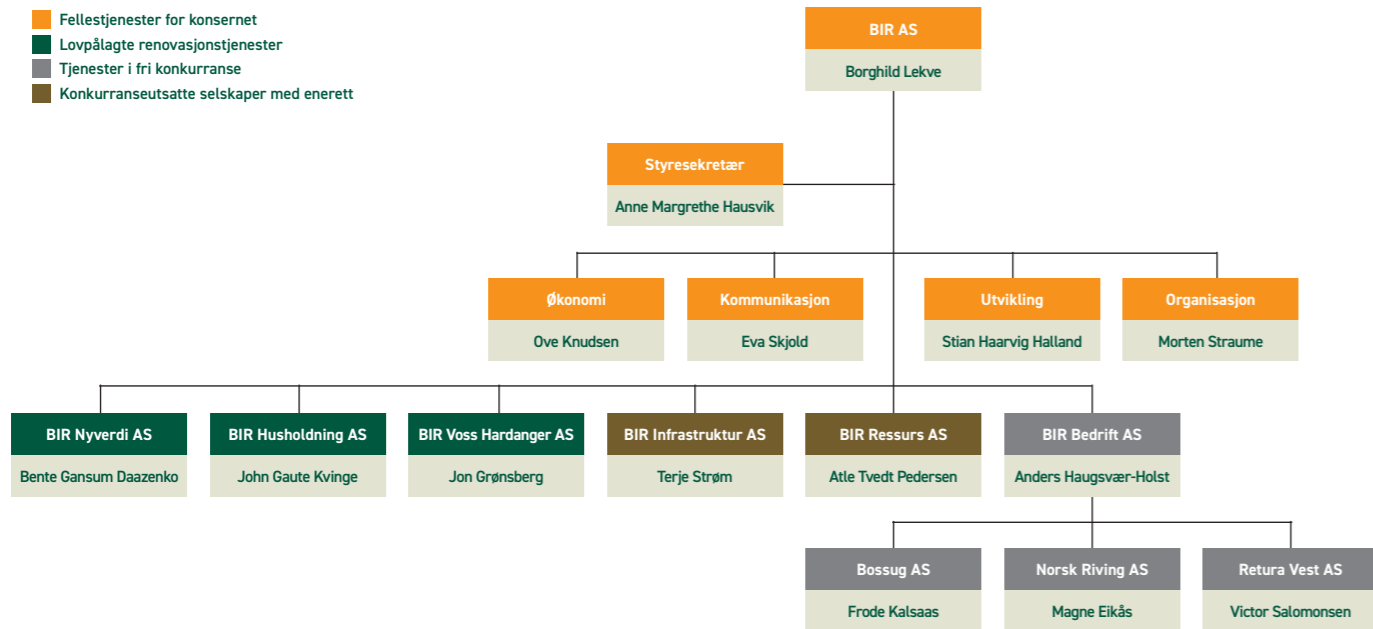 Fellestjenester for konsernet
Lovpålagte renovasjonstjenester
Tjenester i fri konkurranse
Konkurranseutsatte selskaper med enerett
BIR AS
Borghild Lekve
Styresekretær
Anne Margrethe Hausvik
Økonomi
Ove Knudsen
Kommunikasjon
Eva Skjold
Utvikling
Stian Haarvig Halland
Organisasjon
Morten Straume
BIR Nyverdi AS
Bente Gansum Daazenko
BIR Husholdning AS
John Gaute Kvinge
BIR Voss Hardanger AS
Jon Grønsberg
BIR Infrastruktur AS
Terje Strøm
BIR Ressurs AS
Atle Tvedt Pedersen
BIR Bedrift AS
Anders Haugsvær-Holst
Bossug AS
Frode Kalsaas
Norsk Riving AS
Magne Eikås
Retura Vest AS
Victor Salomonsen